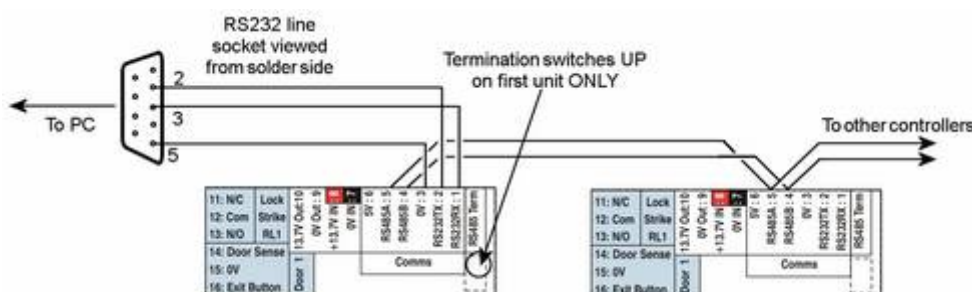 RS232 line
socket viewed
from solder side
Termination switches UP
on first unit ONLY
2
3
5
To PC
To other controllers
11: N/C Lock
12: Com Strike
13: N/O RL1
14: Door Sense
15: 0V
16: Exit Button
Door 1
13.7V Out:10
0V Out: 9
+13.7V IN: 8
0V IN: 7
5V : 6
RS485A: 5
RS485B: 4
0V : 3
RS232TX : 2
RS232RX : 1
RS485 Term
Comms
11: N/C Lock
12: Com Strike
13: N/O RL1
14: Door Sense
15: 0V
16: Exit Button
Door 1
13.7V Out:10
0V Out: 9
+13.7V IN: 8
0V IN: 7
5V : 6
RS485A: 5
RS485B: 4
0V : 3
RS232TX : 2
RS232RX : 1
RS485 Term
Comms